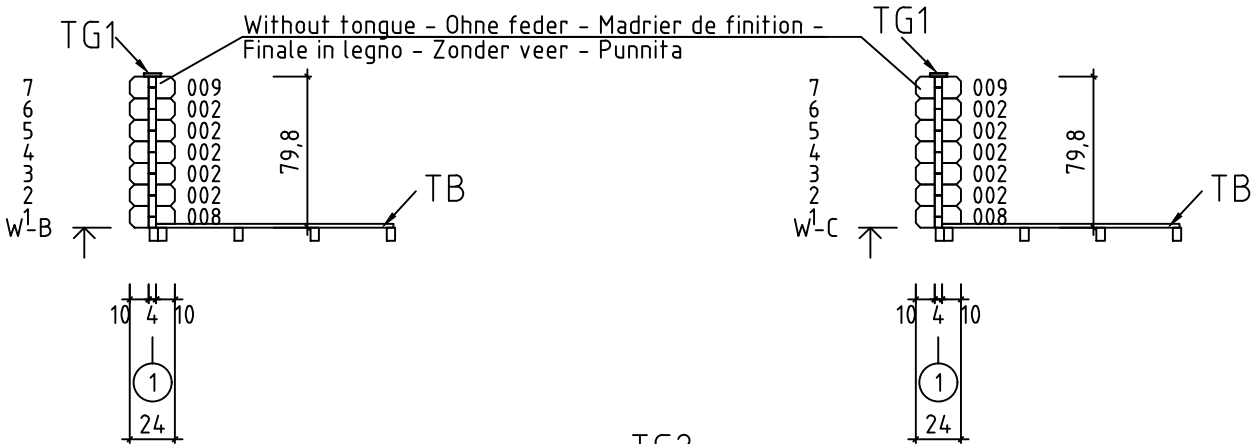 TG1
Without tongue - Ohne feder - Madrier de finition -
Finale in legno - Zonder veer - Punnita
TG1
7 009
6 002
5 002
4 002
3 002
2 002
1 008
79,8
TB
W-B
7 009
6 002
5 002
4 002
3 002
2 002
1 008
79,8
TB
W-C
10 4 10
1
24
10 4 10
1
24
TG2